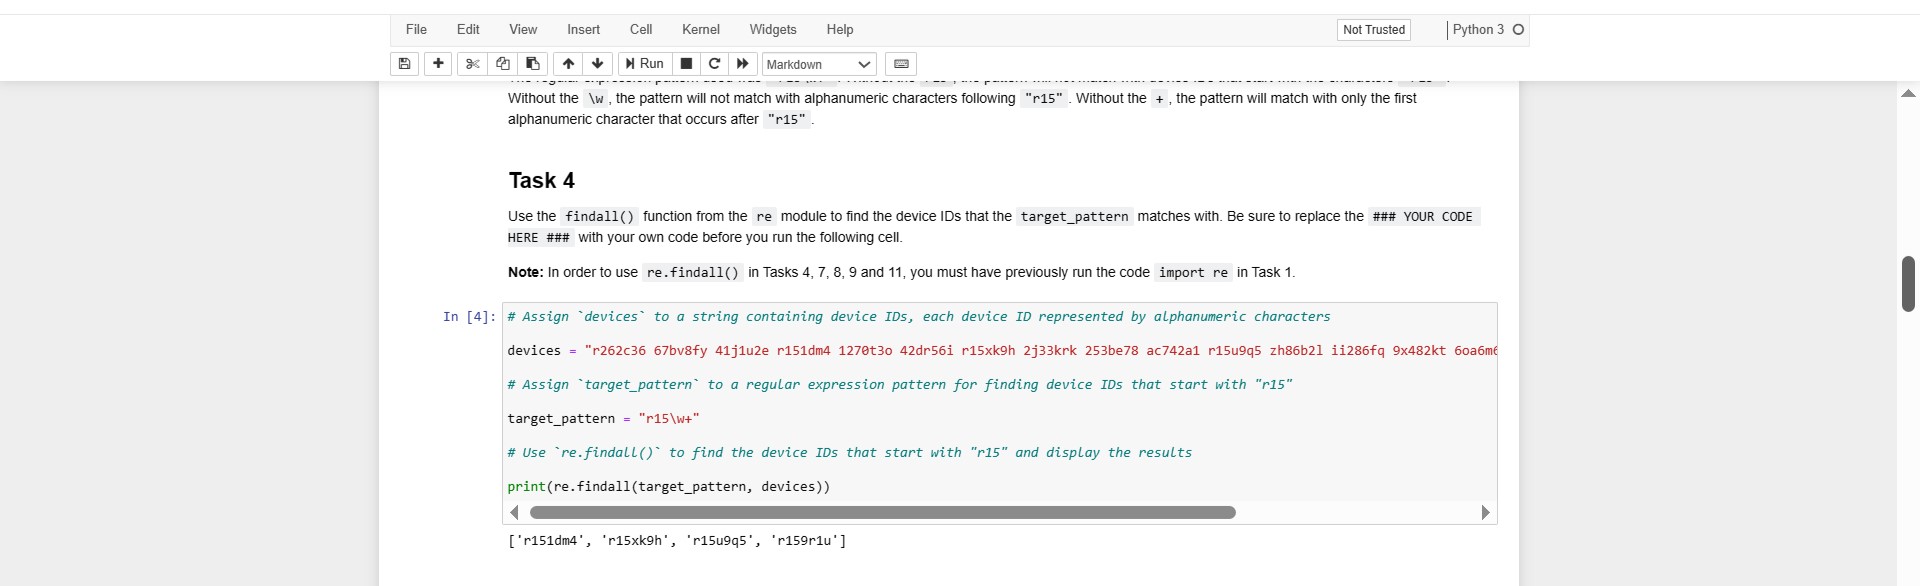 File Edit View Insert Cell Kernel Widgets Help Not Trusted Python 3
Run Markdown
Without the \w , the pattern will not match with alphanumeric characters following "r15" . Without the + , the pattern will match with only the first
alphanumeric character that occurs after "r15" .
Task 4
Use the findall() function from the re module to find the device IDs that the target_pattern matches with. Be sure to replace the ### YOUR CODE
HERE ### with your own code before you run the following cell.
Note: In order to use re.findall() in Tasks 4, 7, 8, 9 and 11, you must have previously run the code import re in Task 1.
In [4]: # Assign `devices` to a string containing device IDs, each device ID represented by alphanumeric characters
devices = "r262c36 67bv8fy 41j1u2e r151dm4 1270t3o 42dr56i r15xk9h 2j33krk 253be78 ac742a1 r15u9q5 zh86b2l ii286fq 9x482kt 6oa6m6
# Assign `target_pattern` to a regular expression pattern for finding device IDs that start with "r15"
target_pattern = "r15\w+"
# Use `re.findall()` to find the device IDs that start with "r15" and display the results
print(re.findall(target_pattern, devices))
['r151dm4', 'r15xk9h', 'r15u9q5', 'r159r1u']